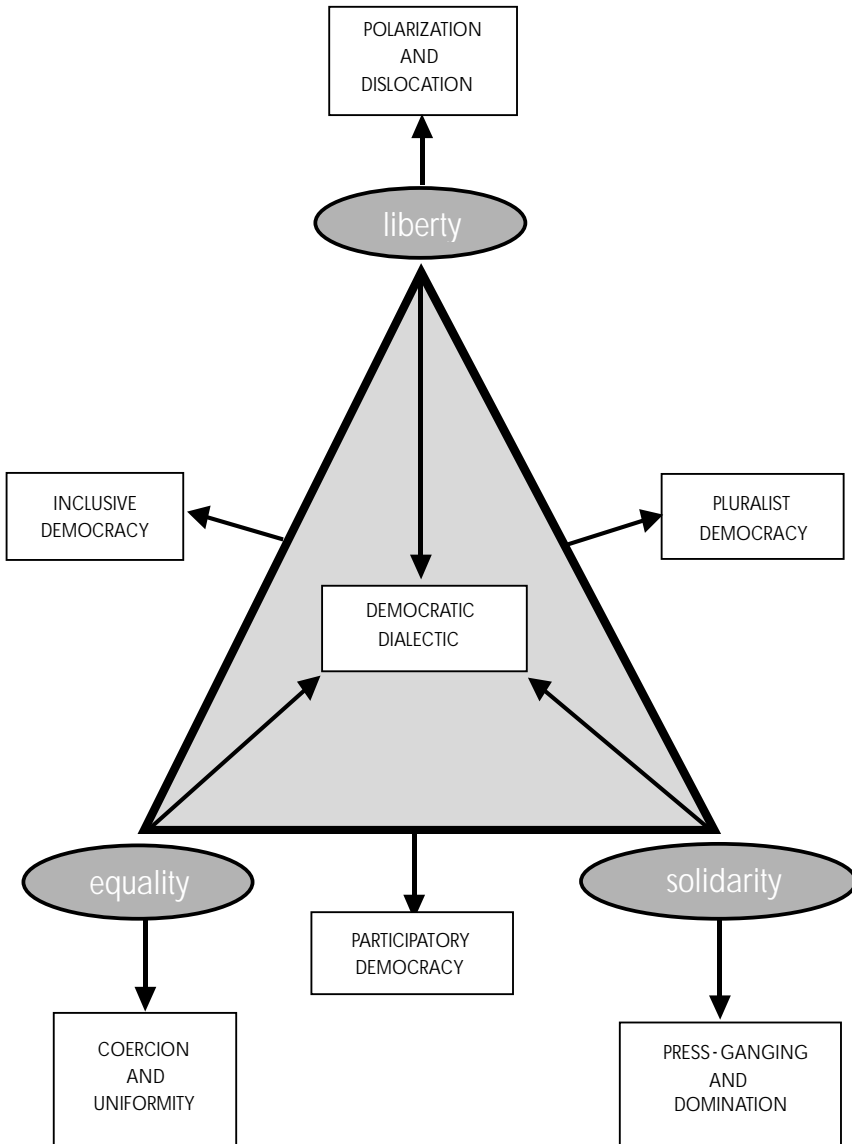 POLARIZATION
AND
DISLOCATION
liberty
INCLUSIVE
DEMOCRACY
PLURALIST
DEMOCRACY
DEMOCRATIC
DIALECTIC
equality
solidarity
PARTICIPATORY
DEMOCRACY
COERCION
AND
UNIFORMITY
PRESS-GANGING
AND
DOMINATION